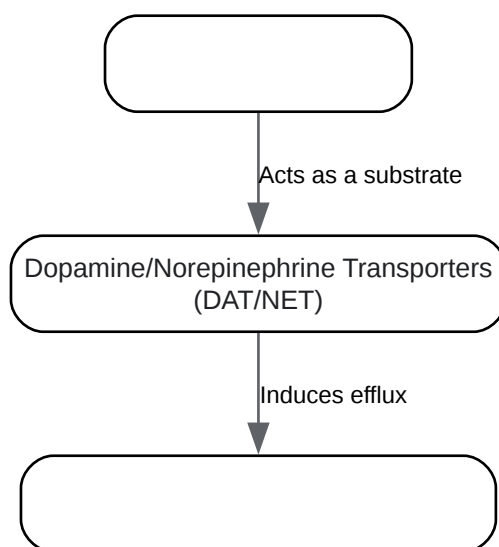 Acts as a substrate
Dopamine/Norepinephrine Transporters
(DAT/NET)
Induces efflux